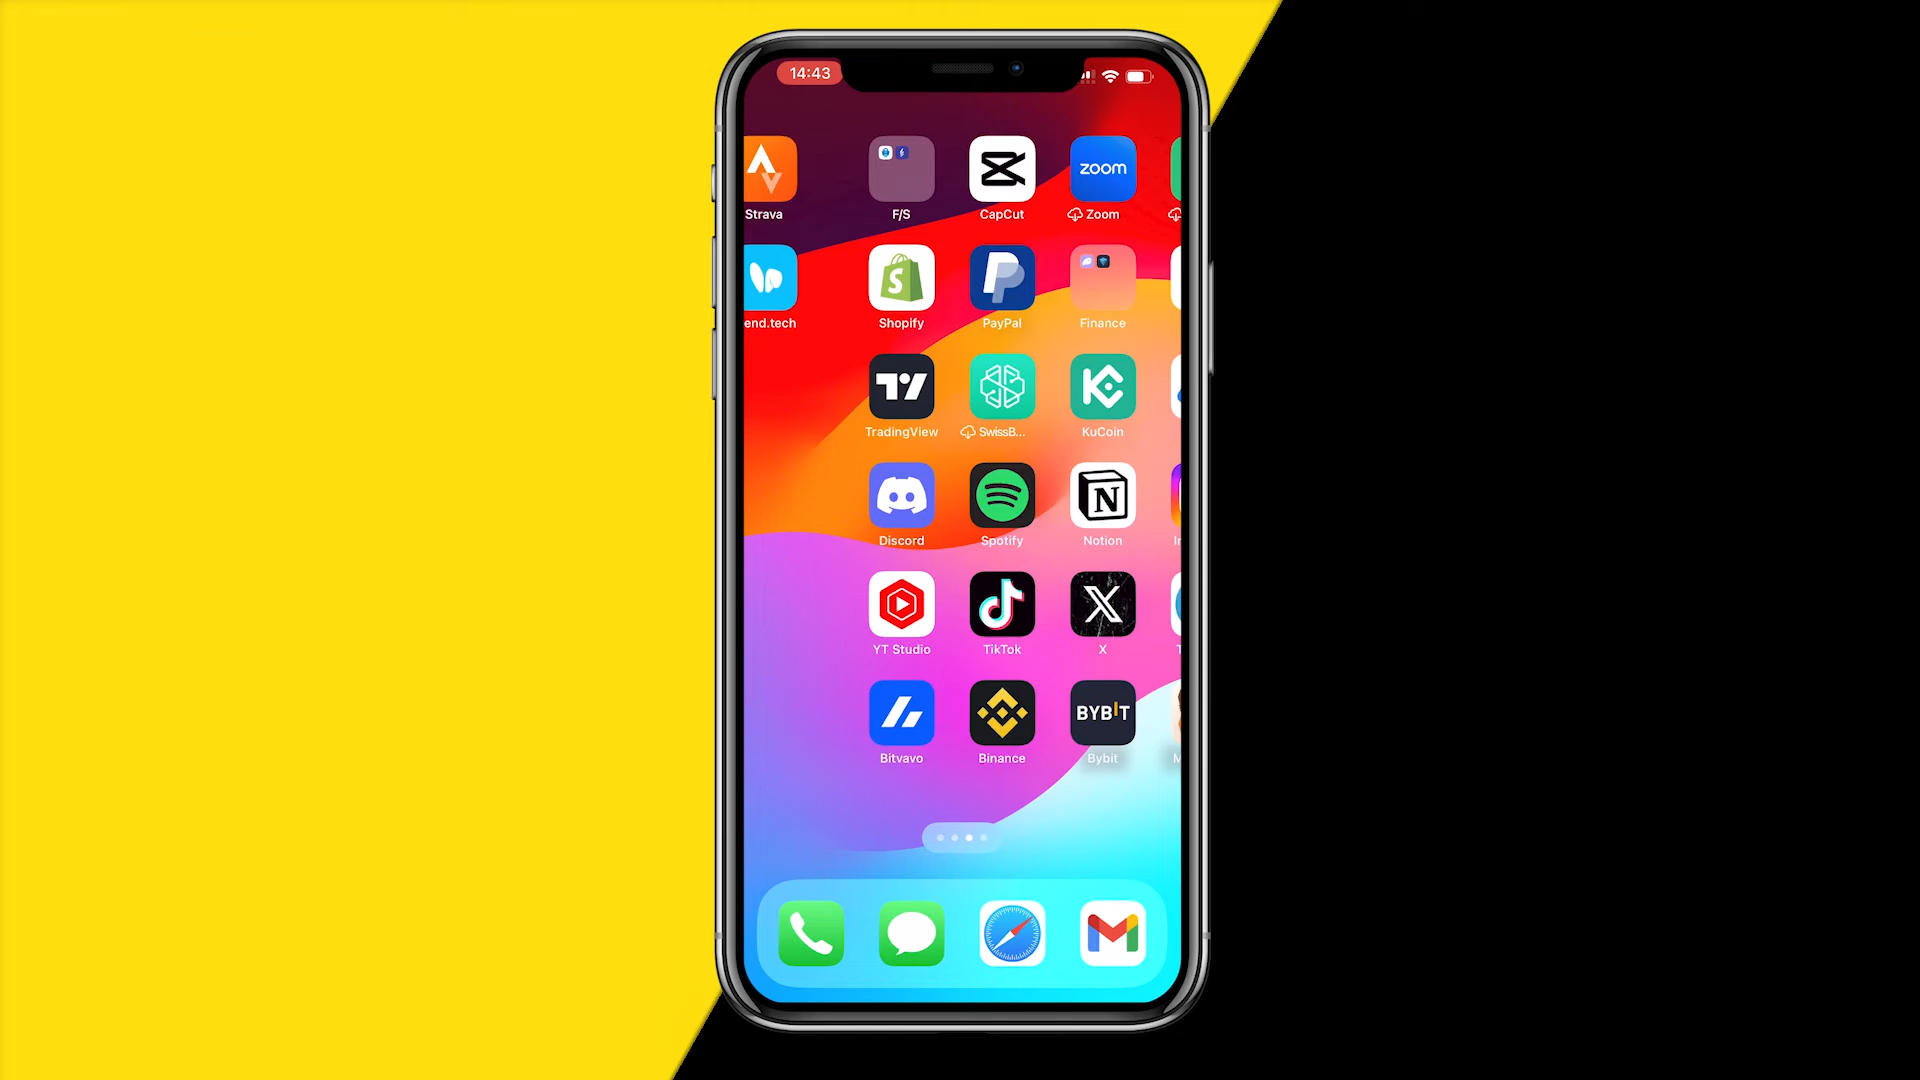 14:43
zoom
Strava
F/S
CapCut
Zoom
end.tech
Shopify
PayPal
Finance
TradingView
SwissB...
KuCoin
Discord
Spotify
Notion
YT Studio
TikTok
X
BYBIT
Bitvavo
Binance
Bybit